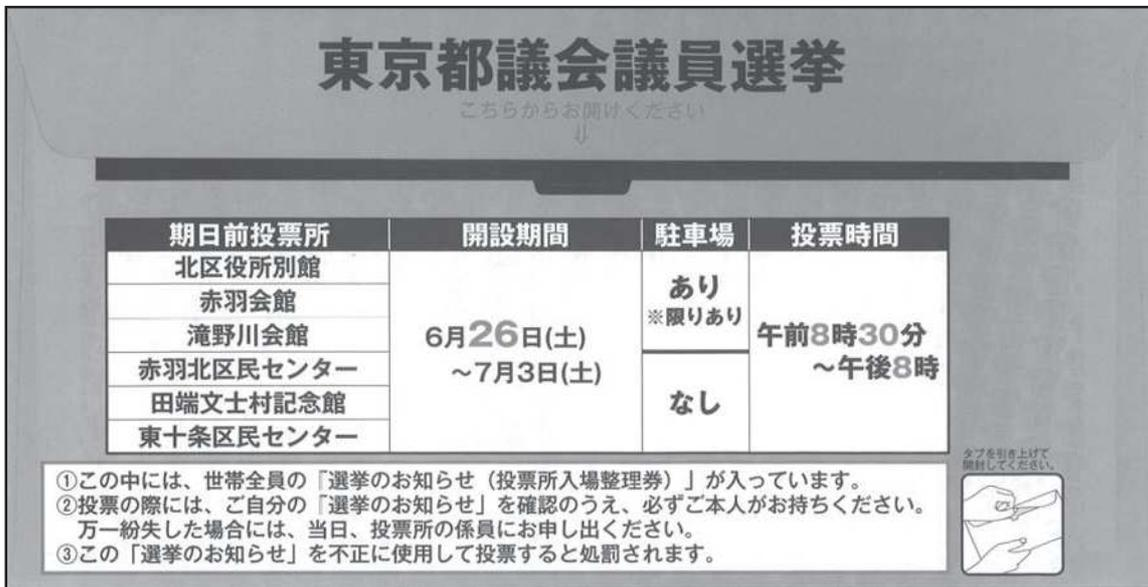 東京都議会議員選挙
こちらからお開けください
⇩
期日前投票所 開設期間 駐車場 投票時間
北区役所別館
赤羽会館
滝野川会館
赤羽北区民センター
田端文士村記念館
東十条区民センター
6月26日(土)
～7月3日(土)
あり
※限りあり
なし
午前8時30分
～午後8時
①この中には、世帯全員の「選挙のお知らせ（投票所入場整理券）」が入っています。
②投票の際には、ご自分の「選挙のお知らせ」を確認のうえ、必ずご本人がお持ちください。
万一紛失した場合には、当日、投票所の係員にお申し出ください。
③この「選挙のお知らせ」を不正に使用して投票すると処罰されます。
タブを引き上げて
開封してください。